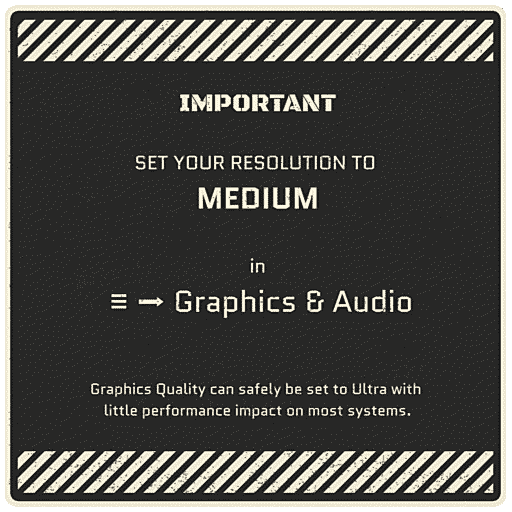 IMPORTANT
SET YOUR RESOLUTION TO
MEDIUM
in
≡ → Graphics & Audio
Graphics Quality can safely be set to Ultra with
little performance impact on most systems.